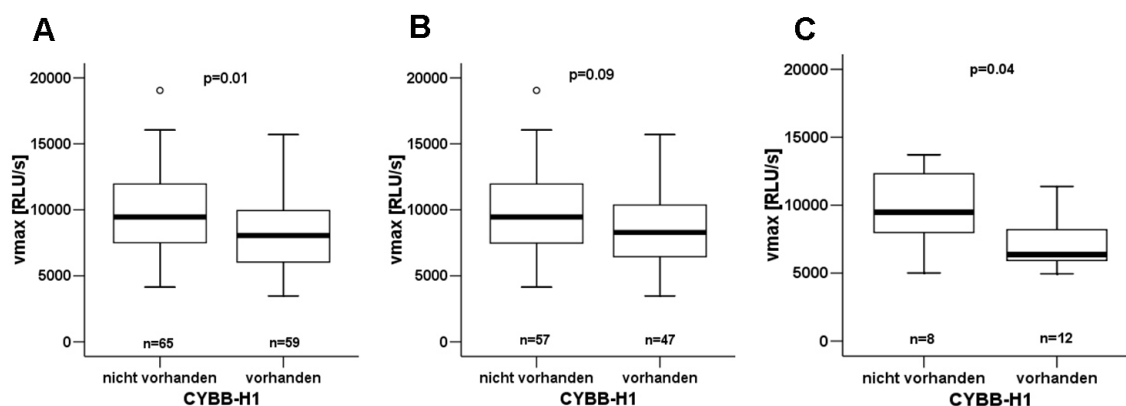 A
p=0.01
20000
15000
10000
5000
0
vmax [RLU/s]
n=65
n=59
nicht vorhanden
vorhanden
CYBB-H1
B
p=0.09
20000
15000
10000
5000
0
vmax [RLU/s]
n=57
n=47
nicht vorhanden
vorhanden
CYBB-H1
C
p=0.04
20000
15000
10000
5000
0
vmax [RLU/s]
n=8
n=12
nicht vorhanden
vorhanden
CYBB-H1